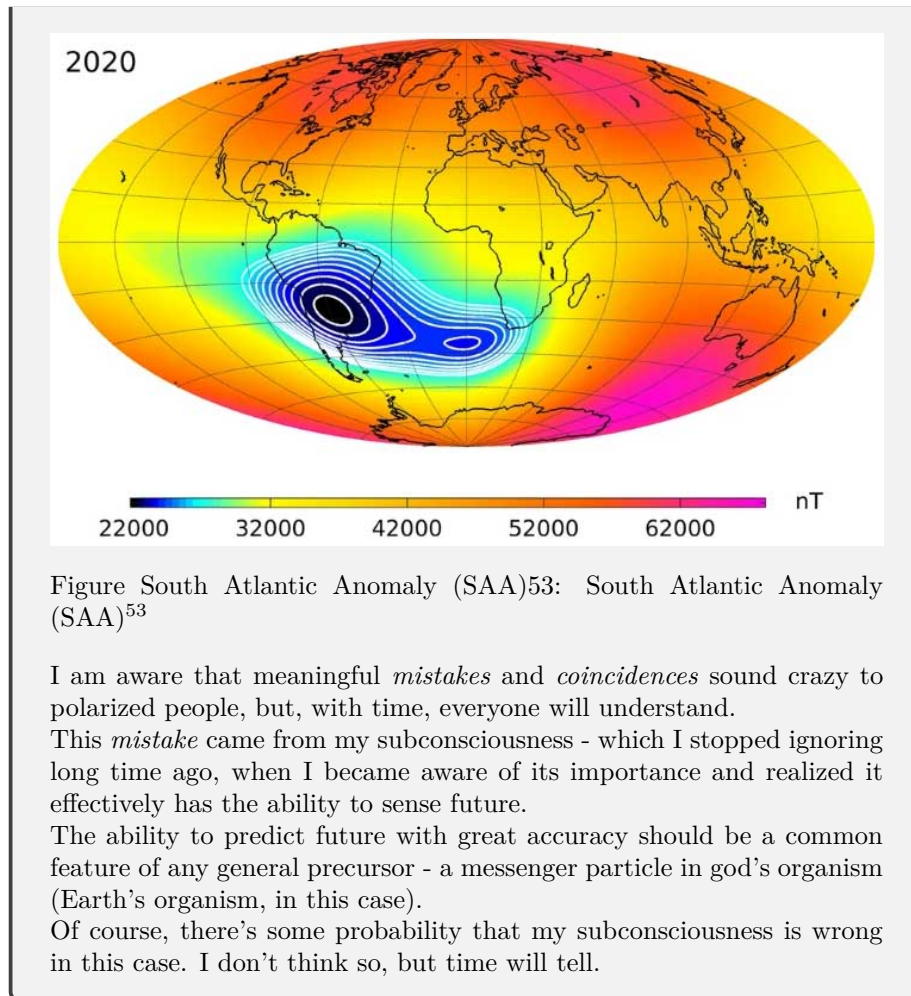 2020
nT
22000 32000 42000 52000 62000
Figure South Atlantic Anomaly (SAA)53: South Atlantic Anomaly
(SAA)53
I am aware that meaningful mistakes and coincidences sound crazy to
polarized people, but, with time, everyone will understand.
This mistake came from my subconsciousness - which I stopped ignoring
long time ago, when I became aware of its importance and realized it
effectively has the ability to sense future.
The ability to predict future with great accuracy should be a common
feature of any general precursor - a messenger particle in god's organism
(Earth's organism, in this case).
Of course, there's some probability that my subconsciousness is wrong
in this case. I don't think so, but time will tell.